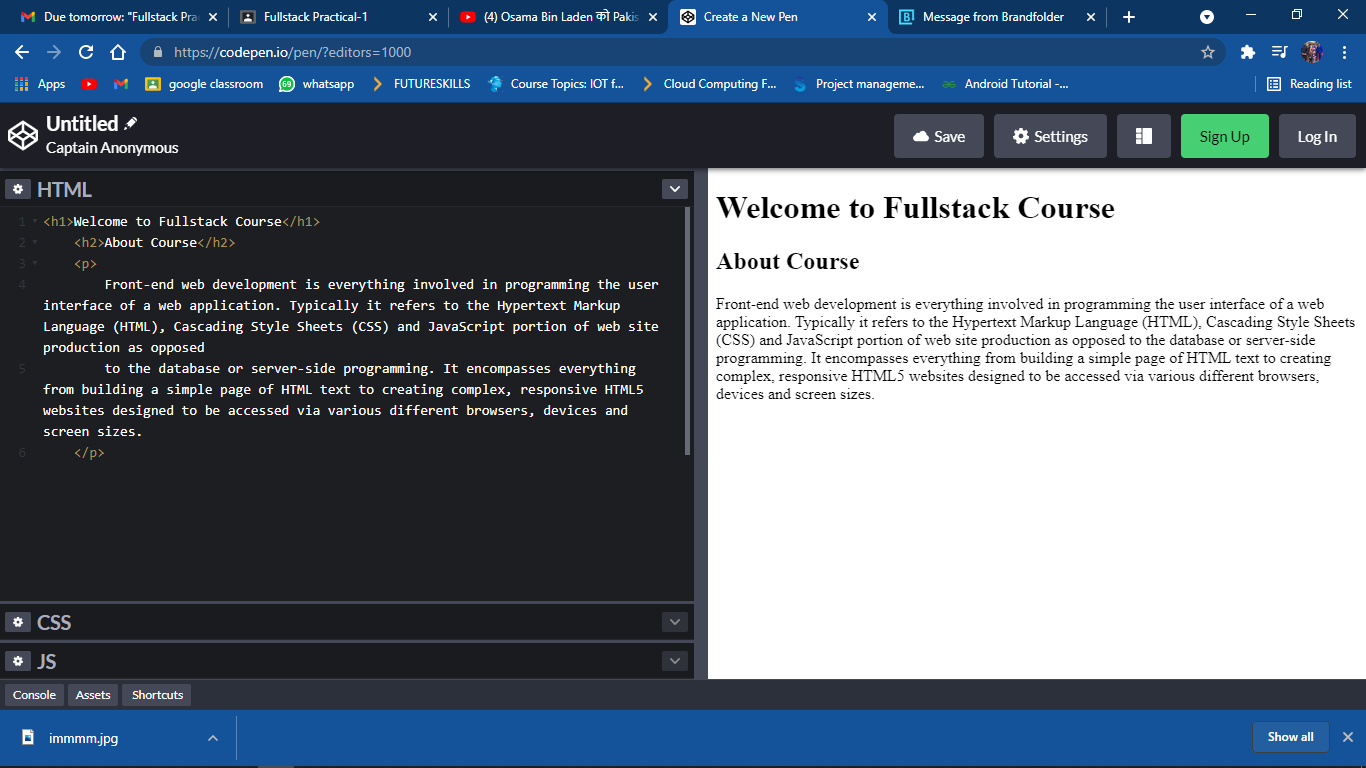 Due tomorrow: "Fullstack Pra
Fullstack Practical-1
(4) Osama Bin Laden को Pakis
Create a New Pen
Message from Brandfolder
https://codepen.io/pen/?editors=1000
Apps
google classroom
69
whatsapp
FUTURESKILLS
Course Topics: IOT f...
Cloud Computing F...
Project manageme...
Android Tutorial -...
Reading list
Untitled
Captain Anonymous
Save
Settings
Sign Up
Log In
HTML
1 <h1>Welcome to Fullstack Course</h1>
2 <h2>About Course</h2>
3 <p>
4 Front-end web development is everything involved in programming the user
interface of a web application. Typically it refers to the Hypertext Markup
Language (HTML), Cascading Style Sheets (CSS) and JavaScript portion of web site
production as opposed
5 to the database or server-side programming. It encompasses everything
from building a simple page of HTML text to creating complex, responsive HTML5
websites designed to be accessed via various different browsers, devices and
screen sizes.
6 </p>
CSS
JS
Console
Assets
Shortcuts
Welcome to Fullstack Course
About Course
Front-end web development is everything involved in programming the user interface of a web
application. Typically it refers to the Hypertext Markup Language (HTML), Cascading Style Sheets
(CSS) and JavaScript portion of web site production as opposed to the database or server-side
programming. It encompasses everything from building a simple page of HTML text to creating
complex, responsive HTML5 websites designed to be accessed via various different browsers,
devices and screen sizes.
immmm.jpg
Show all